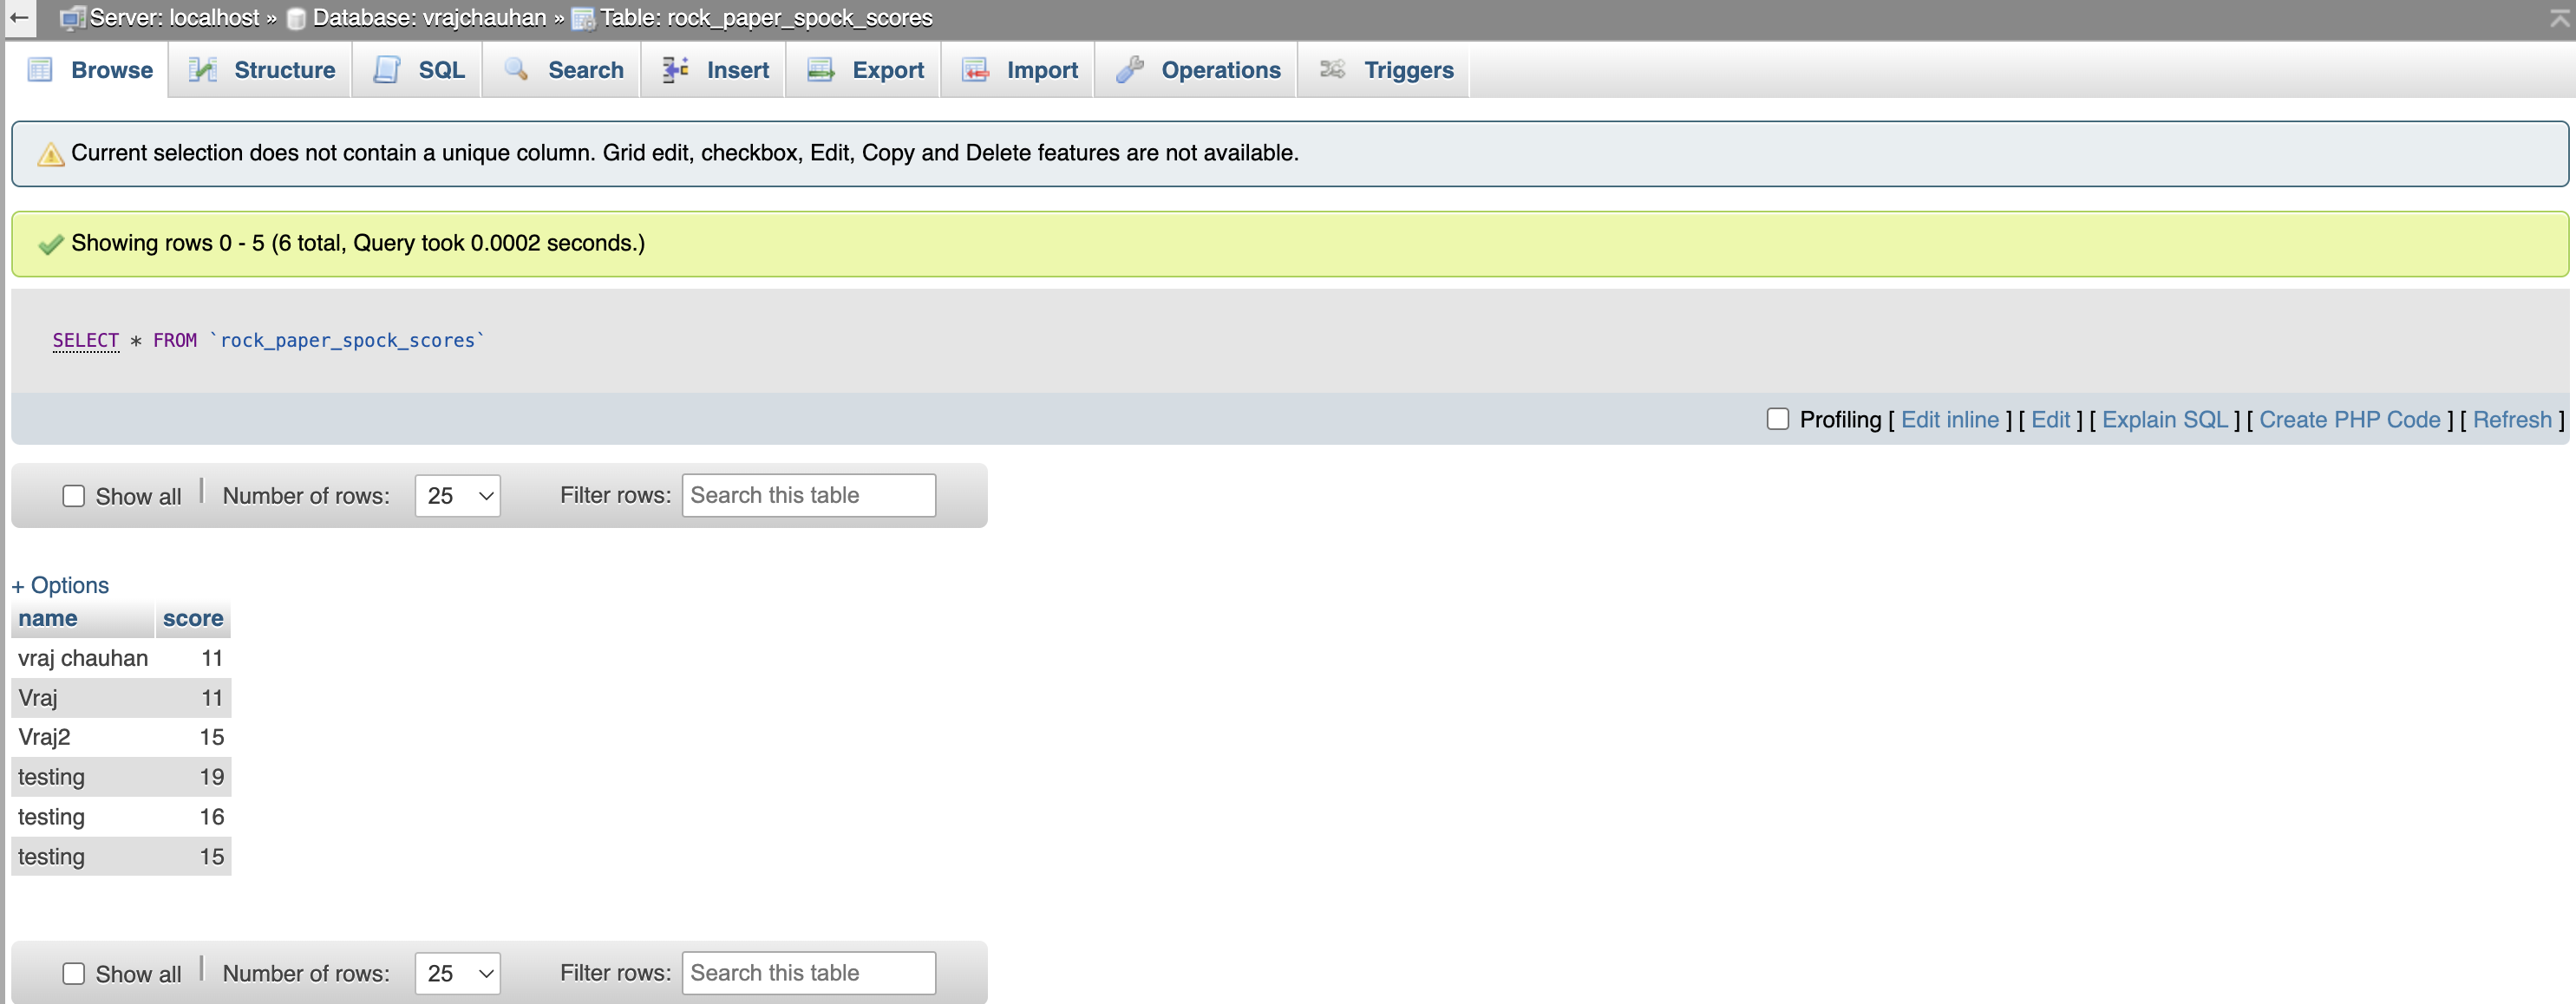 Server: localhost » Database: vrajchauhan » Table: rock_paper_spock_scores
Browse Structure SQL Search Insert Export Import Operations Triggers
Current selection does not contain a unique column. Grid edit, checkbox, Edit, Copy and Delete features are not available.
Showing rows 0 - 5 (6 total, Query took 0.0002 seconds.)
SELECT * FROM `rock_paper_spock_scores`
Profiling [ Edit inline ] [ Edit ] [ Explain SQL ] [ Create PHP Code ] [ Refresh ]
Show all | Number of rows: 25 Filter rows: Search this table
+ Options
name score
vraj chauhan 11
Vraj 11
Vraj2 15
testing 19
testing 16
testing 15
Show all | Number of rows: 25 Filter rows: Search this table